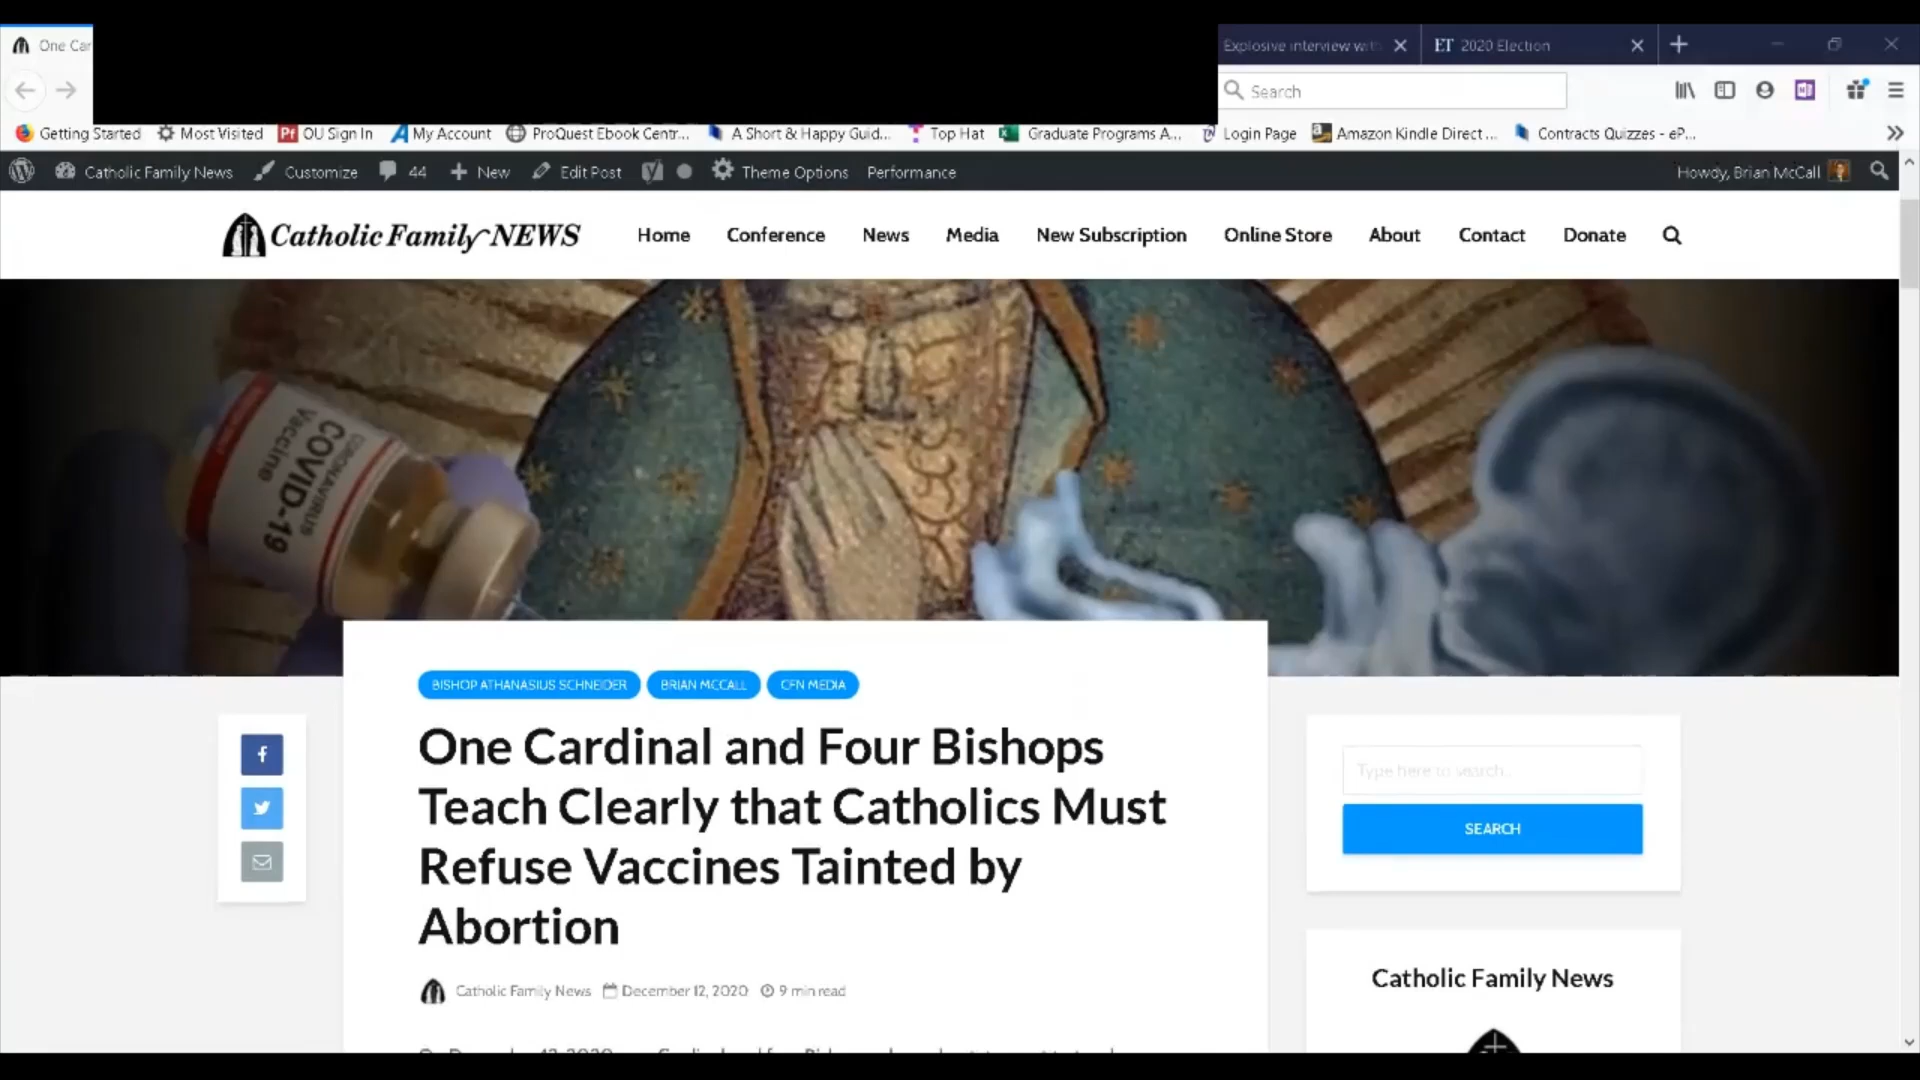 One Car
Explosive interview with
ET 2020 Election
Search
Getting Started Most Visited Pf OU Sign In My Account ProQuest Ebook Centr... A Short & Happy Guid... Top Hat Graduate Programs A... Login Page Amazon Kindle Direct ... Contracts Quizzes - eP...
Catholic Family News Customize 44 New Edit Post Theme Options Performance Howdy, Brian McCall
Catholic Family NEWS Home Conference News Media New Subscription Online Store About Contact Donate
CORONAVIRUS
COVID-19
Vaccine
BISHOP ATHANASIUS SCHNEIDER BRIAN MCCALL CFN MEDIA
One Cardinal and Four Bishops
Teach Clearly that Catholics Must
Refuse Vaccines Tainted by
Abortion
Catholic Family News December 12, 2020 9 min read
Type here to search...
SEARCH
Catholic Family News